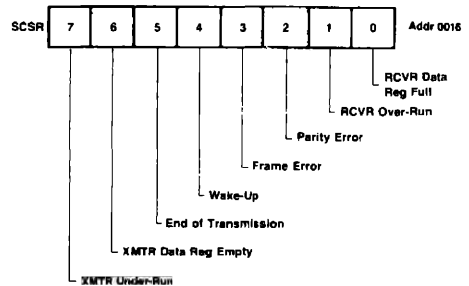 SCSR 7 6 5 4 3 2 1 0 Addr 0016
RCVR Data
Reg Full
RCVR Over-Run
Parity Error
Frame Error
Wake-Up
End of Transmission
XMTR Data Reg Empty
XMTR Under-Run